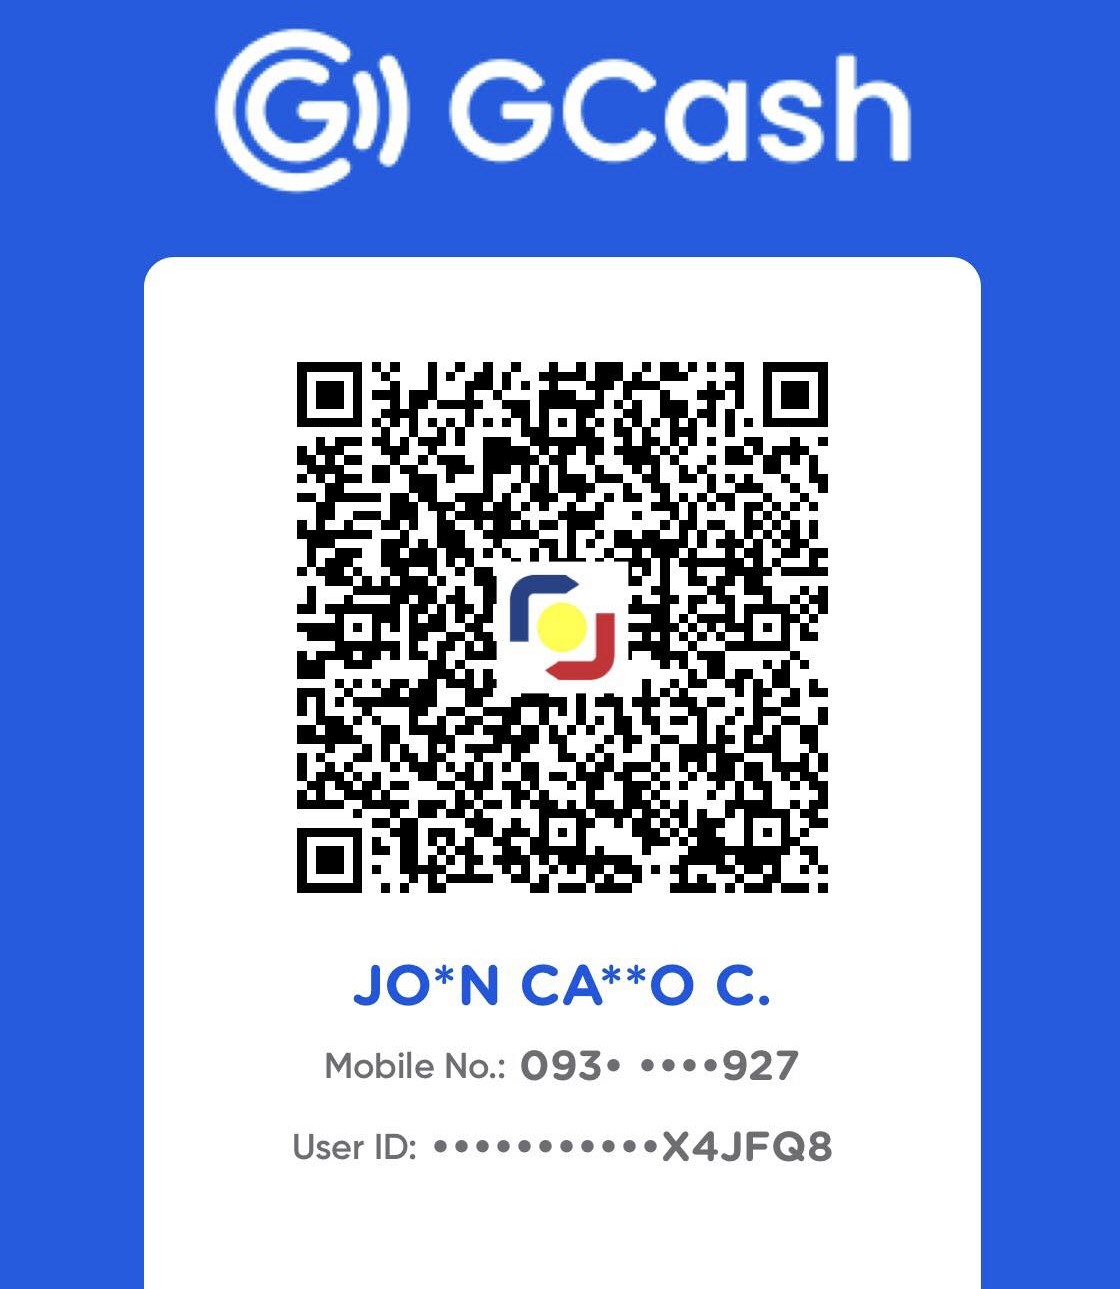 GCash
JO*N CA**O C.
Mobile No.: 093• ••••927
User ID: •••••••••••X4JFQ8